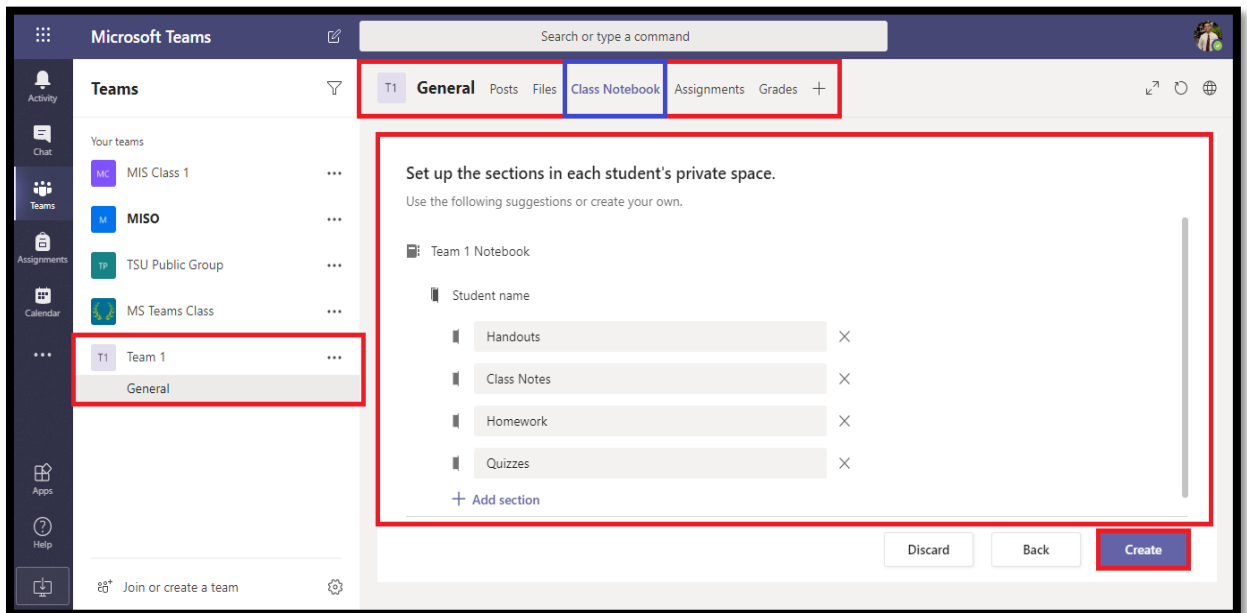 Microsoft Teams
Search or type a command
Activity
Chat
Teams
Assignments
Calendar
Apps
Help
Teams
Your teams
MC MIS Class 1
M MISO
TP TSU Public Group
MS Teams Class
T1 Team 1
General
Join or create a team
T1 General Posts Files Class Notebook Assignments Grades
Set up the sections in each student's private space.
Use the following suggestions or create your own.
Team 1 Notebook
Student name
Handouts
Class Notes
Homework
Quizzes
+ Add section
Discard Back Create